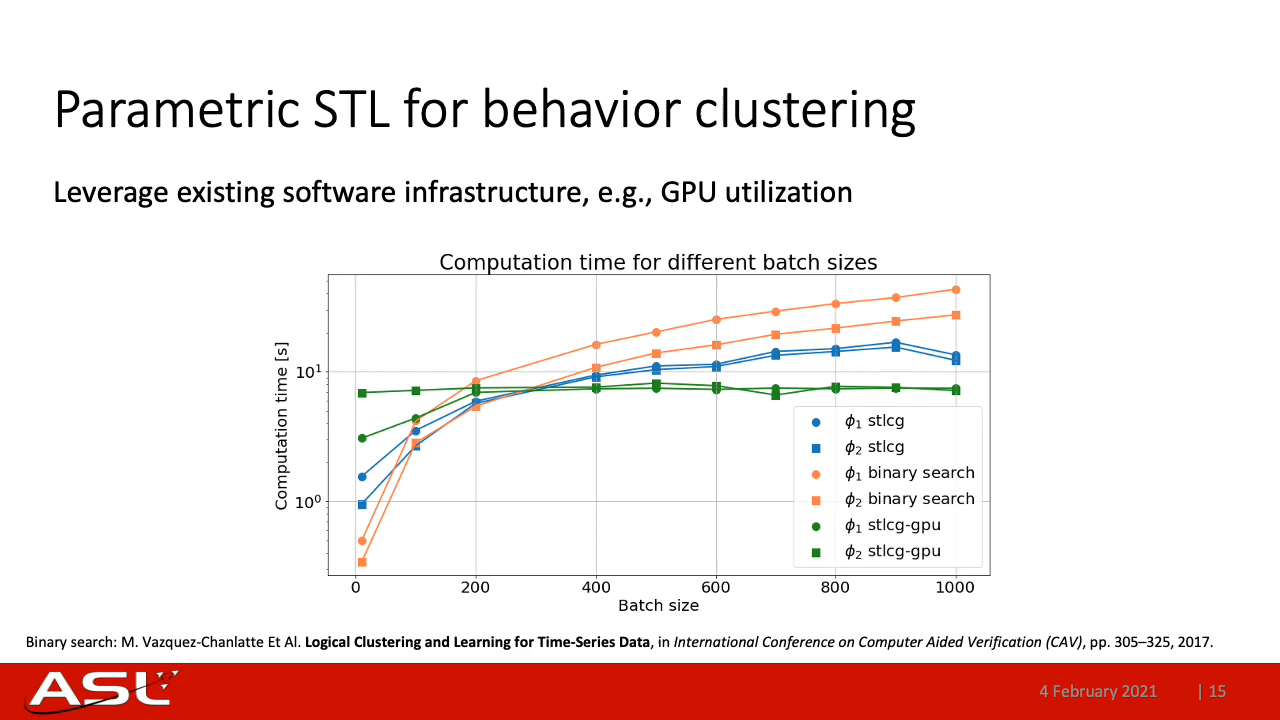 Parametric STL for behavior clustering
Leverage existing software infrastructure, e.g., GPU utilization
Computation time for different batch sizes
Computation time [s]
10¹
10⁰
0 200 400 600 800 1000
Batch size
ϕ₁ stlcg
ϕ₂ stlcg
ϕ₁ binary search
ϕ₂ binary search
ϕ₁ stlcg-gpu
ϕ₂ stlcg-gpu
Binary search: M. Vazquez-Chanlatte Et Al. Logical Clustering and Learning for Time-Series Data, in International Conference on Computer Aided Verification (CAV), pp. 305–325, 2017.
ASL
4 February 2021 | 15